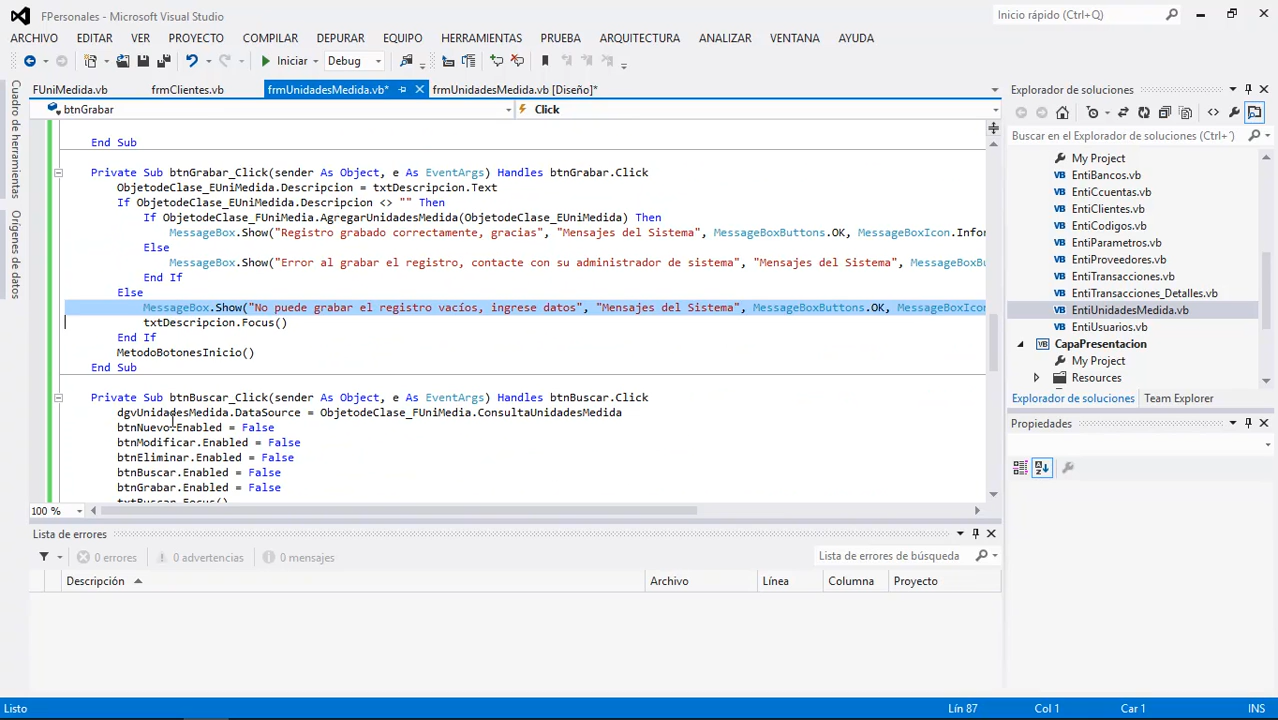 FPersonales - Microsoft Visual Studio
Inicio rápido (Ctrl+Q)
ARCHIVO EDITAR VER PROYECTO COMPILAR DEPURAR EQUIPO HERRAMIENTAS PRUEBA ARQUITECTURA ANALIZAR VENTANA AYUDA
Iniciar Debug
Cuadro de herramientas
Orígenes de datos
FUniMedida.vb frmClientes.vb frmUnidadesMedida.vb* frmUnidadesMedida.vb [Diseño]*
btnGrabar Click
End Sub
Private Sub btnGrabar_Click(sender As Object, e As EventArgs) Handles btnGrabar.Click
ObjetodeClase_EUniMedida.Descripcion = txtDescripcion.Text
If ObjetodeClase_EUniMedida.Descripcion <> "" Then
If ObjetodeClase_FUniMedia.AgregarUnidadesMedida(ObjetodeClase_EUniMedida) Then
MessageBox.Show("Registro grabado correctamente, gracias", "Mensajes del Sistema", MessageBoxButtons.OK, MessageBoxIcon.Infor
Else
MessageBox.Show("Error al grabar el registro, contacte con su administrador de sistema", "Mensajes del Sistema", MessageBo
End If
Else
MessageBox.Show("No puede grabar el registro vacíos, ingrese datos", "Mensajes del Sistema", MessageBoxButtons.OK, MessageBoxIcon
txtDescripcion.Focus()
End If
MetodoBotonesInicio()
End Sub
Private Sub btnBuscar_Click(sender As Object, e As EventArgs) Handles btnBuscar.Click
dgvUnidadesMedida.DataSource = ObjetodeClase_FUniMedia.ConsultaUnidadesMedida
btnNuevo.Enabled = False
btnModificar.Enabled = False
btnEliminar.Enabled = False
btnBuscar.Enabled = False
btnGrabar.Enabled = False
txtBuscar.Focus()
100 %
Lista de errores
0 errores 0 advertencias 0 mensajes
Lista de errores de búsqueda
Descripción Archivo Línea Columna Proyecto
Explorador de soluciones
Buscar en el Explorador de soluciones (Ctrl+´)
My Project
EntiBancos.vb
EntiCcuentas.vb
EntiClientes.vb
EntiCodigos.vb
EntiParametros.vb
EntiProveedores.vb
EntiTransacciones.vb
EntiTransacciones_Detalles.vb
EntiUnidadesMedida.vb
EntiUsuarios.vb
CapaPresentacion
My Project
Resources
Explorador de soluciones Team Explorer
Propiedades
Listo Lín 87 Col 1 Car 1 INS